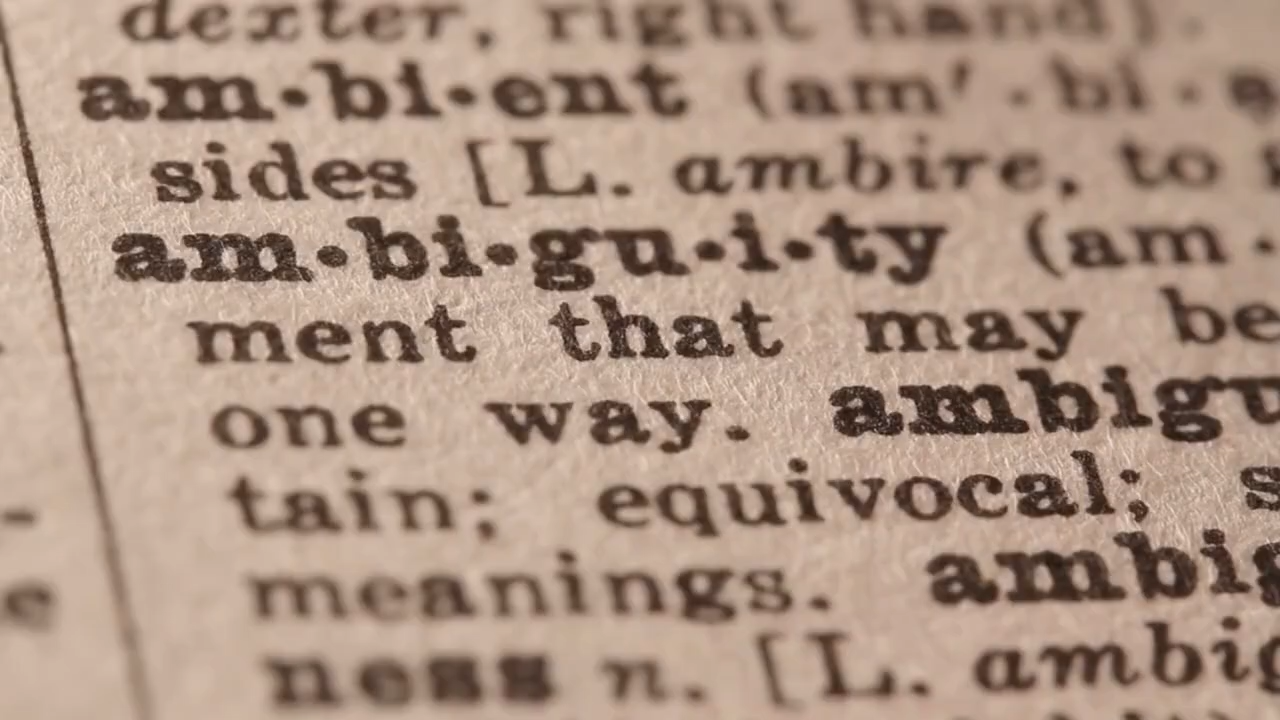 dexter, right hand].
am•bi•ent (am′ · bi · e
sides [L. ambire, to
am•bi•gu•i•ty (am ·
ment that may be
one way. ambigu
tain; equivocal; s
meanings. ambig
ness n. [L. ambig
-
e